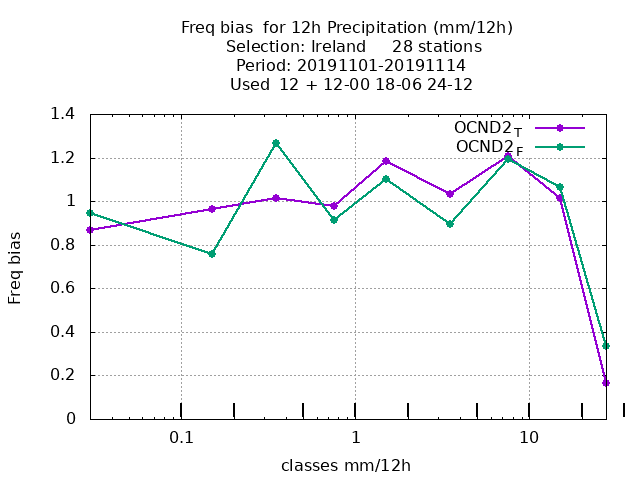 Freq bias  for 12h Precipitation (mm/12h)
Selection: Ireland     28 stations
Period: 20191101-20191114
Used  12 + 12-00 18-06 24-12
1.4
1.2
1
0.8
0.6
0.4
0.2
0
Freq bias
OCND2_T
OCND2_F
0.1
1
10
classes mm/12h